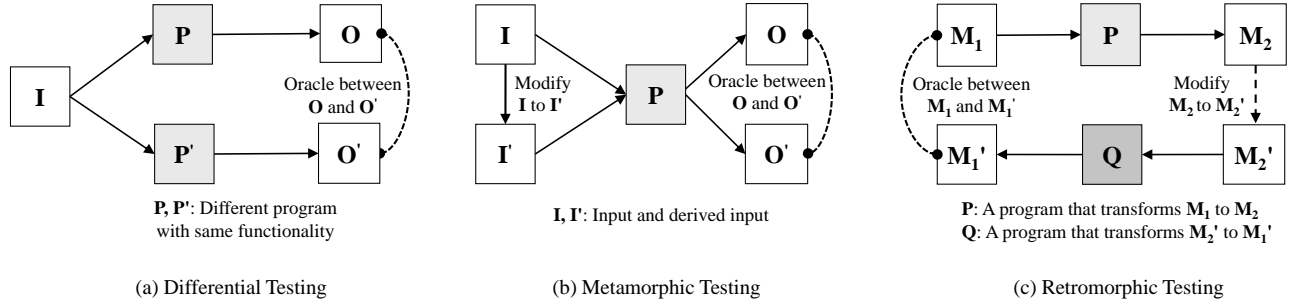 I
P
O
P'
O'
Oracle between
O and O'
P, P': Different program
with same functionality
(a) Differential Testing
I
I'
Modify
I to I'
P
O
O'
Oracle between
O and O'
I, I': Input and derived input
(b) Metamorphic Testing
M₁
P
M₂
Oracle between
M₁ and M₁'
Modify
M₂ to M₂'
M₁'
Q
M₂'
P: A program that transforms M₁ to M₂
Q: A program that transforms M₂' to M₁'
(c) Retromorphic Testing